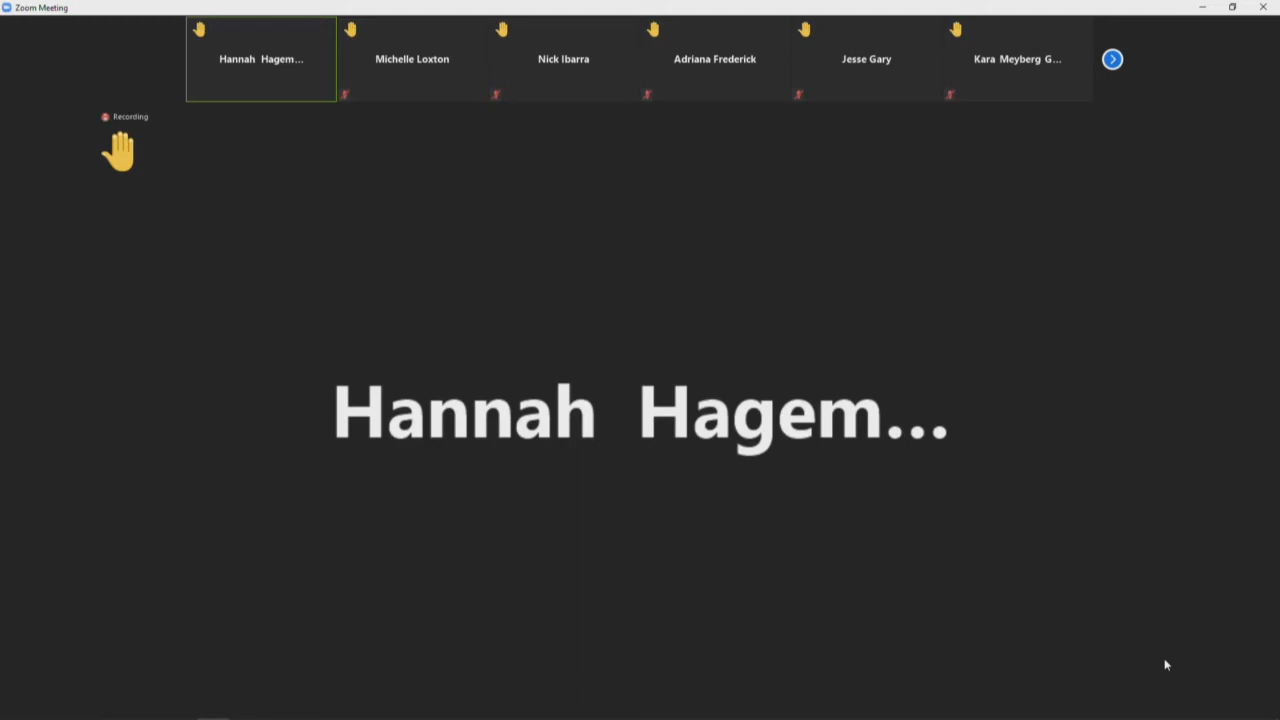 Zoom Meeting
Hannah Hagem...
Michelle Loxton
Nick Ibarra
Adriana Frederick
Jesse Gary
Kara Meyberg G...
Recording
Hannah Hagem...